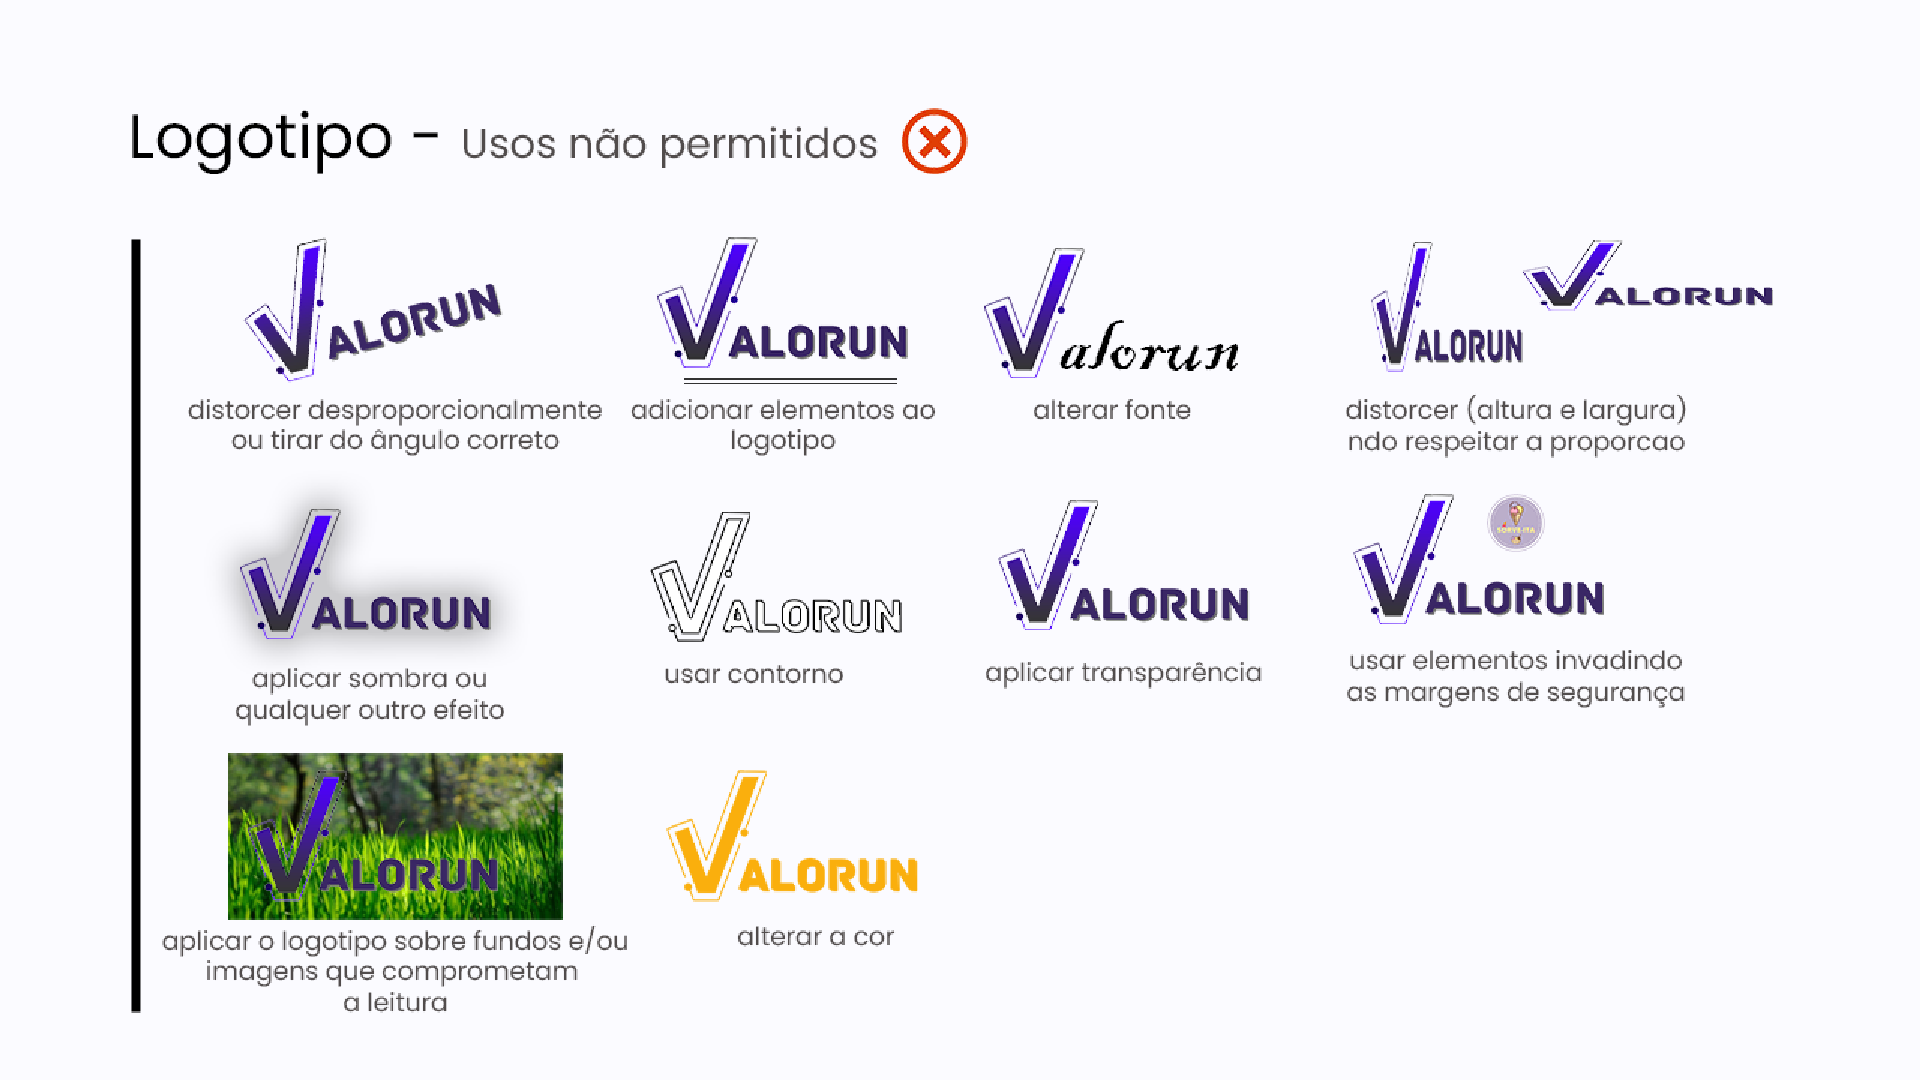 Logotipo - Usos não permitidos
VALORUN
VALORUN
Valorun
VALORUN
VALORUN
distorcer desproporcionalmente
ou tirar do ângulo correto
adicionar elementos ao
logotipo
alterar fonte
distorcer (altura e largura)
ndo respeitar a proporcao
VALORUN
VALORUN
VALORUN
VALORUN
aplicar sombra ou
qualquer outro efeito
usar contorno
aplicar transparência
usar elementos invadindo
as margens de segurança
VALORUN
VALORUN
aplicar o logotipo sobre fundos e/ou
imagens que comprometam
a leitura
alterar a cor